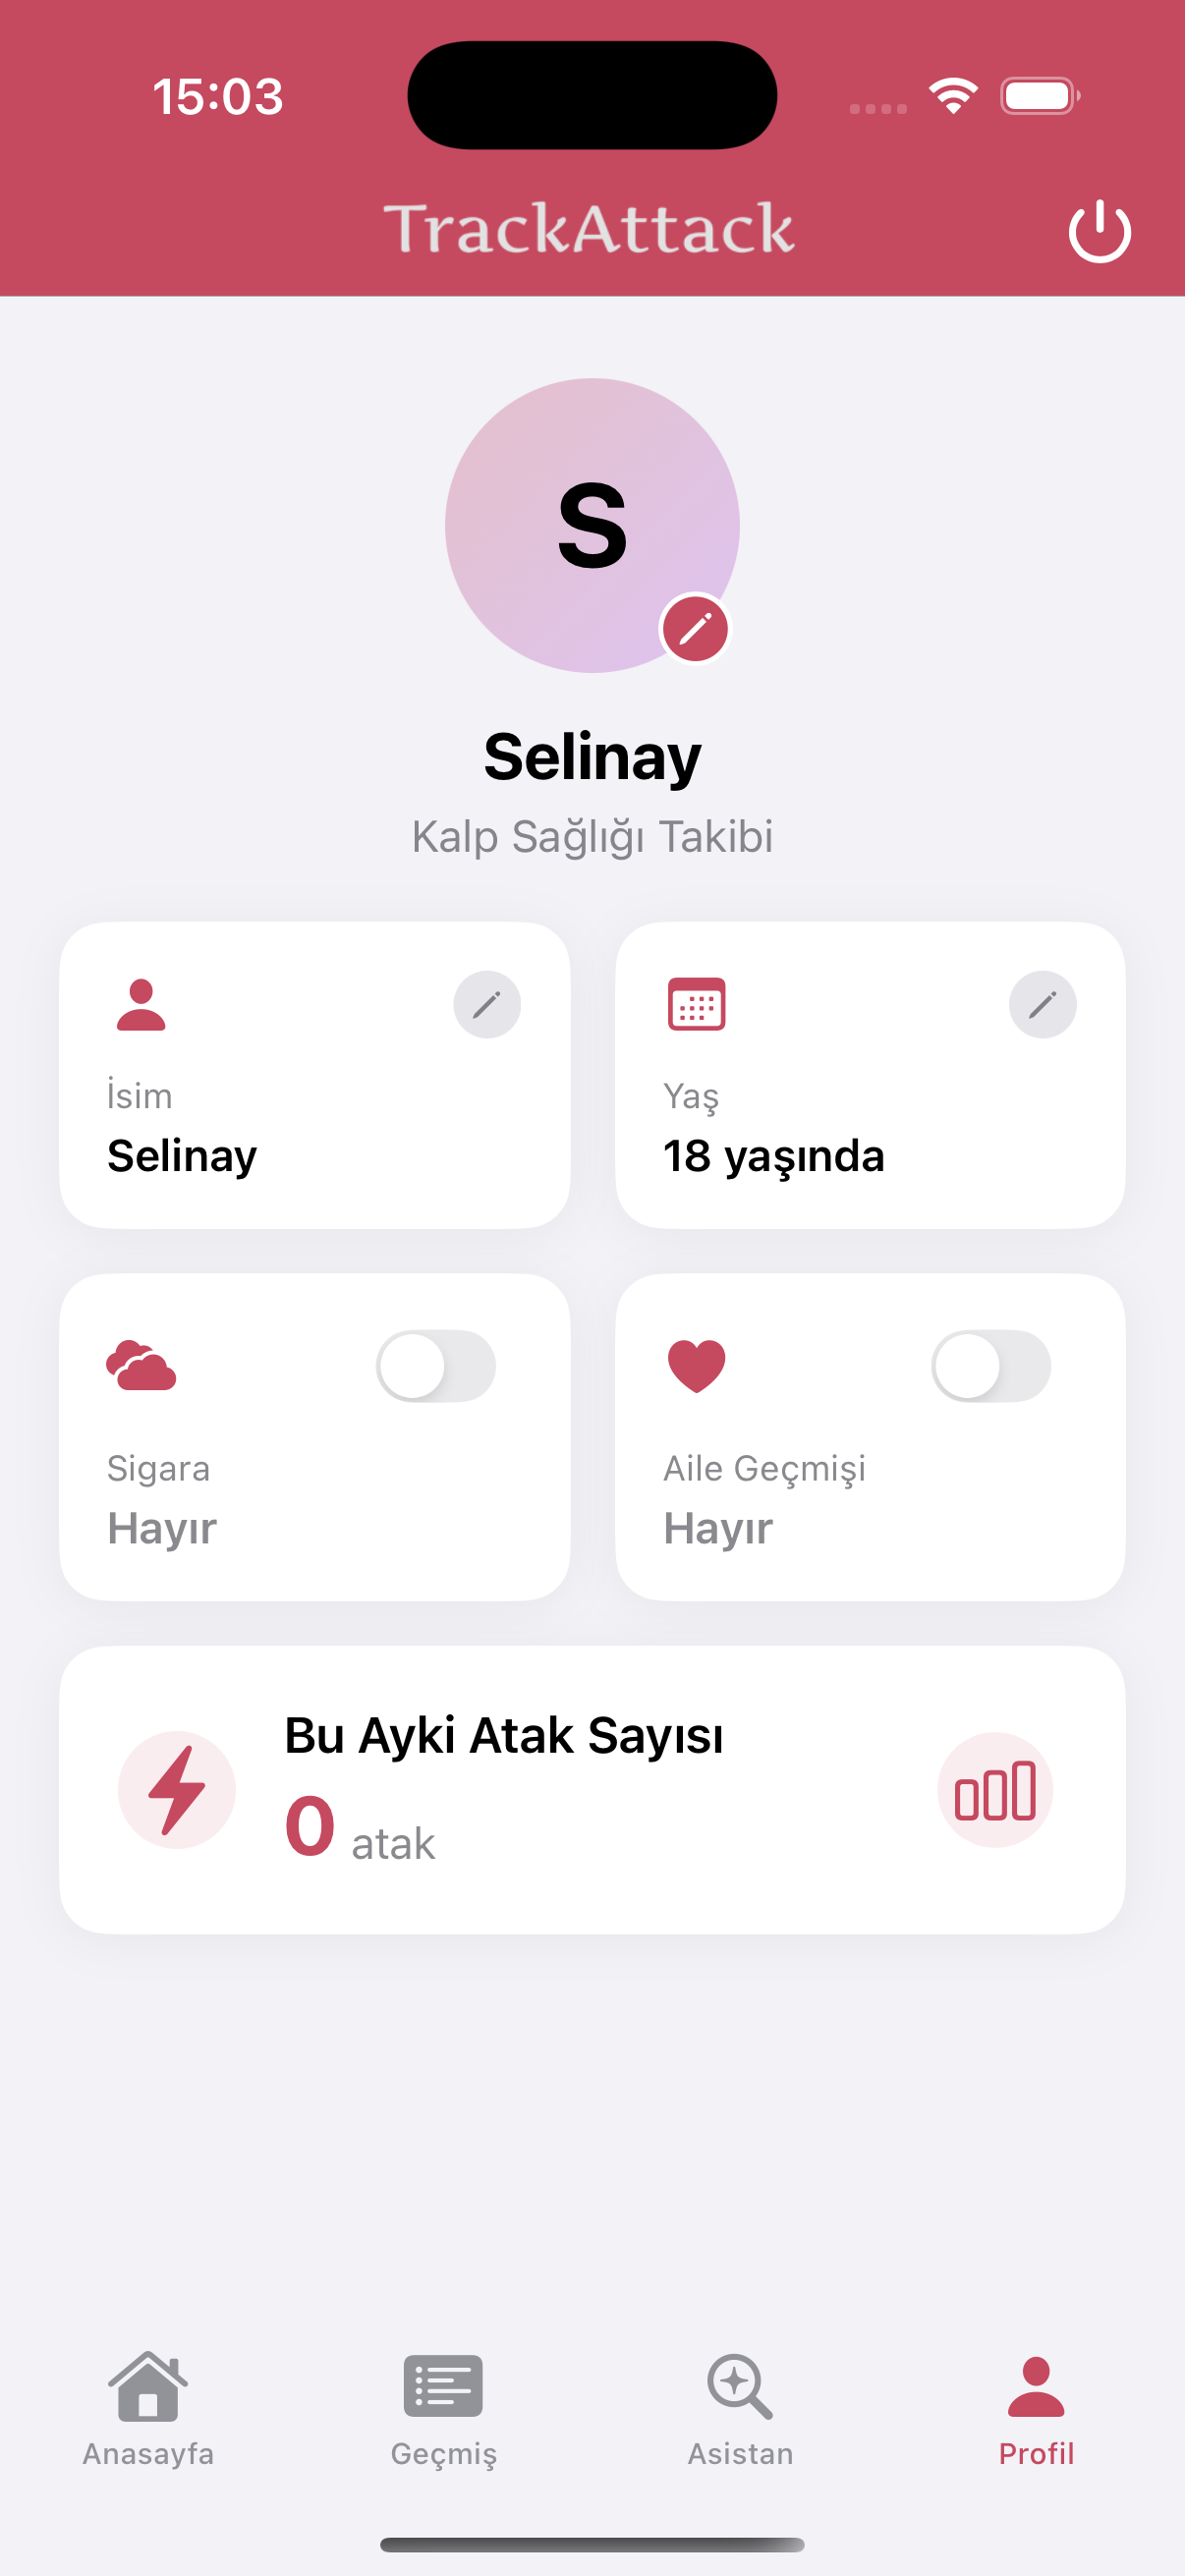 15:03
TrackAttack
S
Selinay
Kalp Sağlığı Takibi
İsim
Selinay
Yaş
18 yaşında
Sigara
Hayır
Aile Geçmişi
Hayır
Bu Ayki Atak Sayısı
0 atak
Anasayfa
Geçmiş
Asistan
Profil